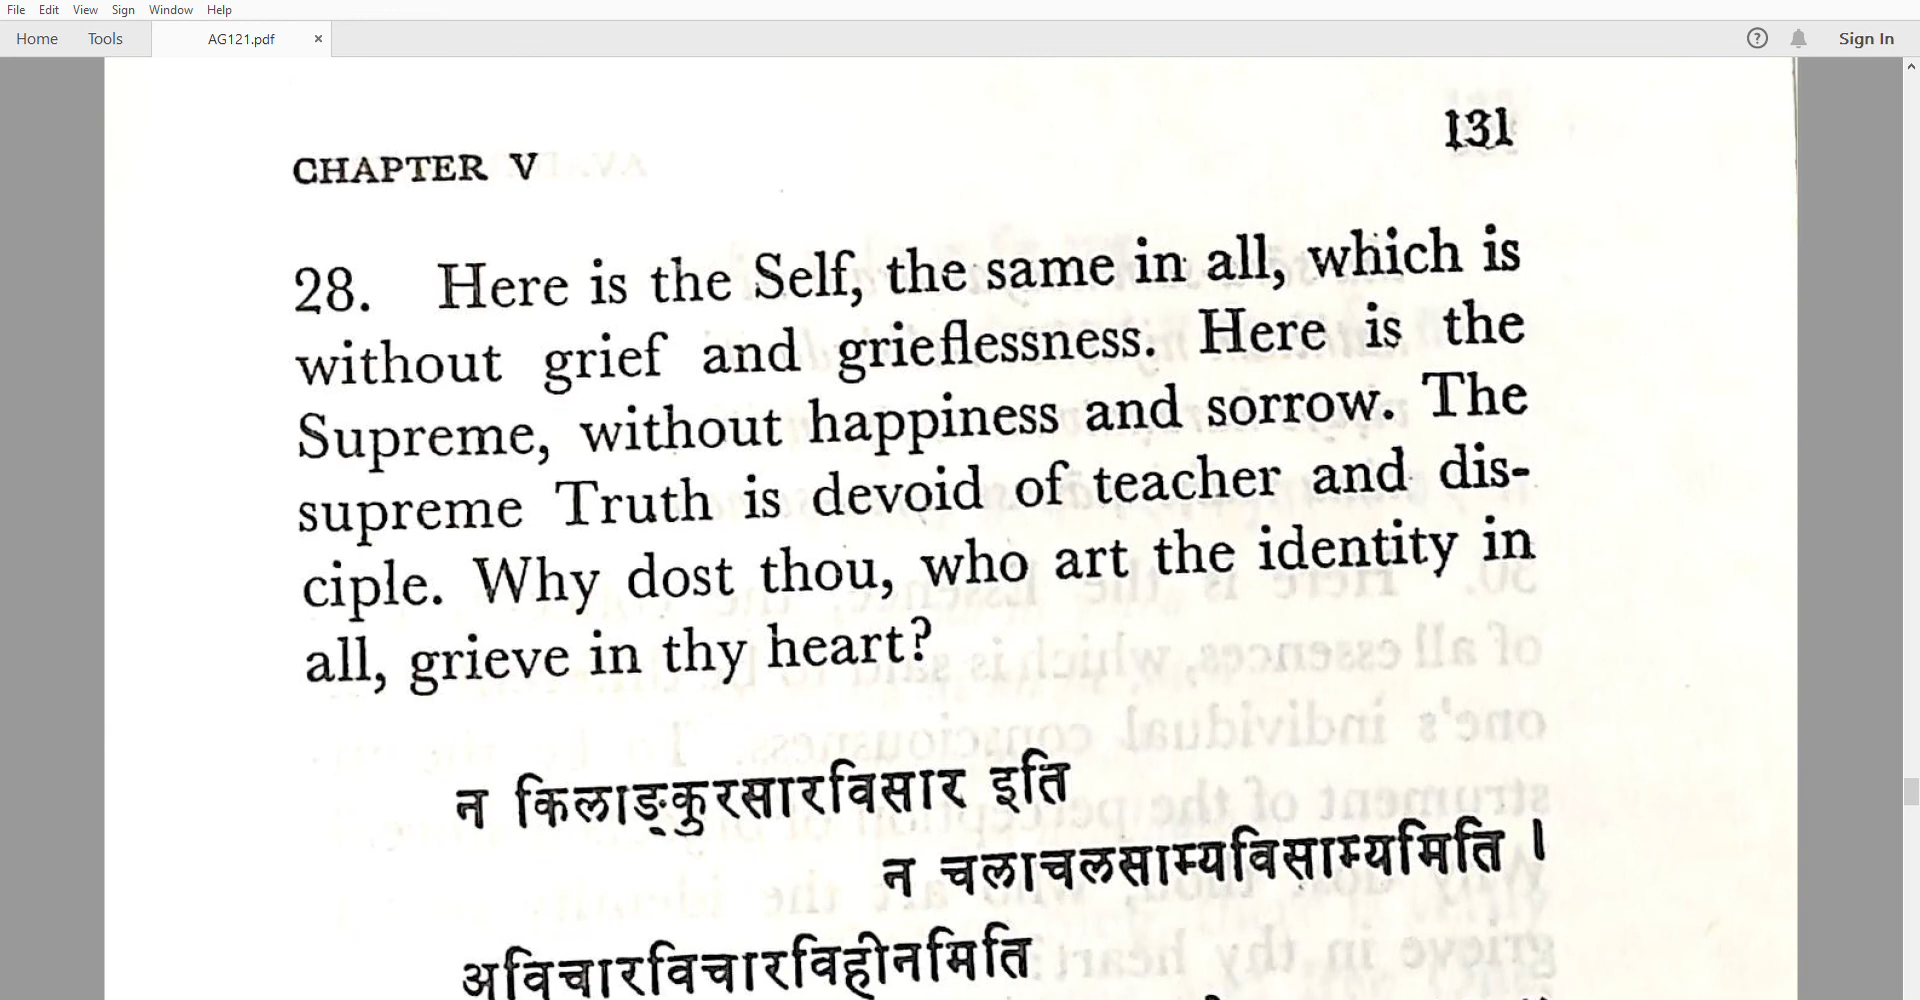 File Edit View Sign Window Help
Home Tools AG121.pdf × ? Sign In
131
CHAPTER V
28. Here is the Self, the same in all, which is
without grief and grieflessness. Here is the
Supreme, without happiness and sorrow. The
supreme Truth is devoid of teacher and dis-
ciple. Why dost thou, who art the identity in
all, grieve in thy heart?
न किलाङ्कुरसारविसार इति
न चलाचलसाम्यविसाम्यमिति ।
अविचारविचारविहीनमिति